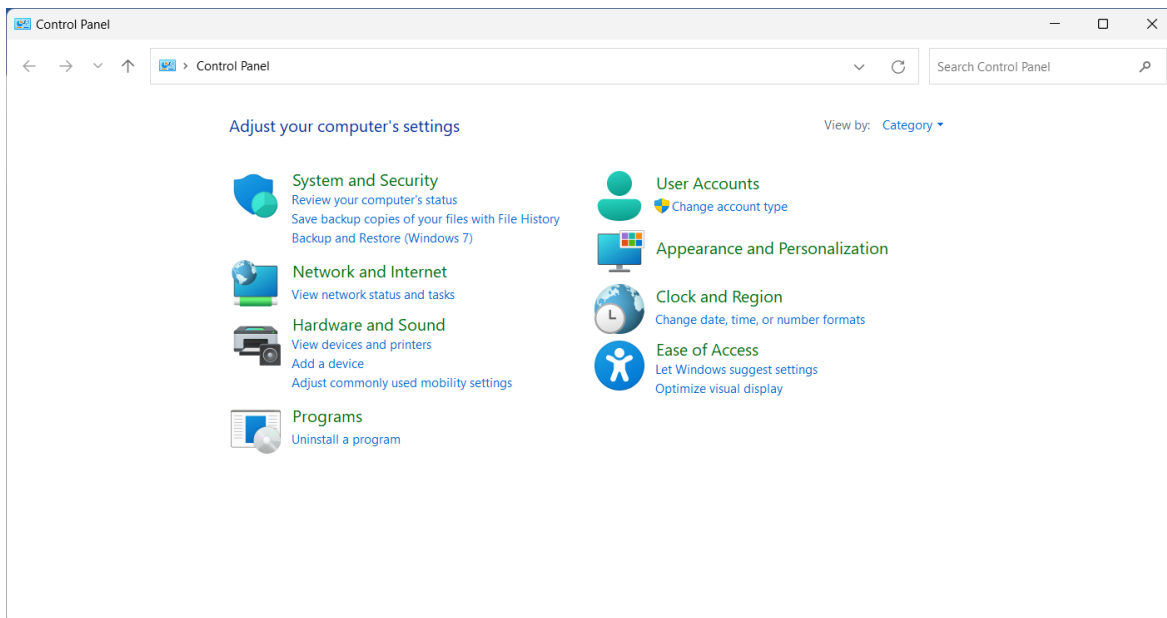 Control Panel
Control Panel
Search Control Panel
Adjust your computer's settings
View by: Category
System and Security
Review your computer's status
Save backup copies of your files with File History
Backup and Restore (Windows 7)
Network and Internet
View network status and tasks
Hardware and Sound
View devices and printers
Add a device
Adjust commonly used mobility settings
Programs
Uninstall a program
User Accounts
Change account type
Appearance and Personalization
Clock and Region
Change date, time, or number formats
Ease of Access
Let Windows suggest settings
Optimize visual display